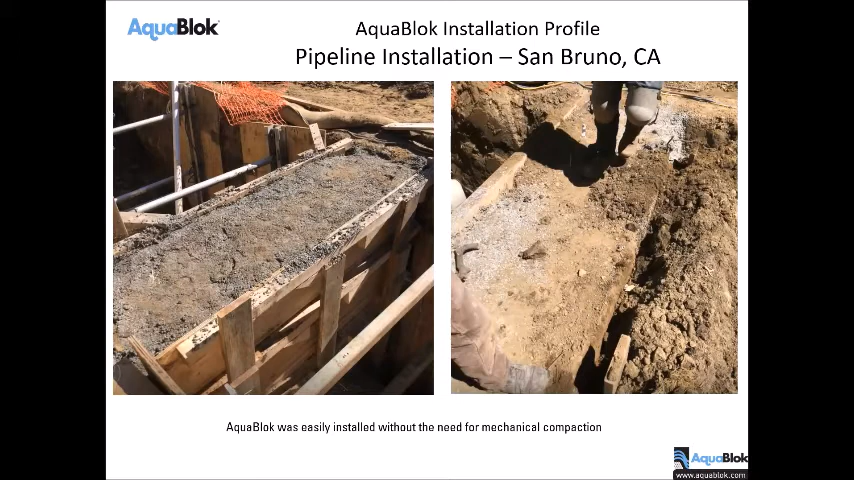 AquaBlok
AquaBlok Installation Profile
Pipeline Installation – San Bruno, CA
AquaBlok was easily installed without the need for mechanical compaction
AquaBlok
www.aquablok.com